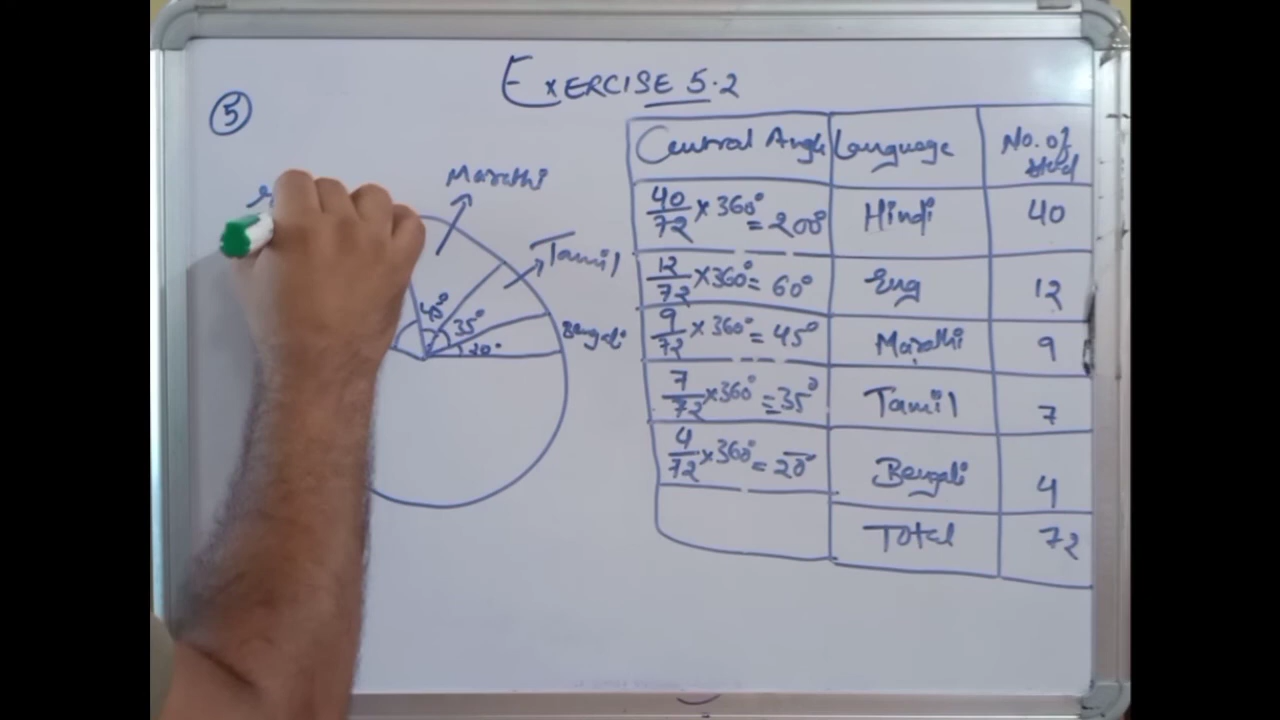 EXERCISE 5.2
5
Marathi
Tamil
Bengali
45°
35°
20°
Central Angle Language No. of Stud
40/72 × 360° = 200° Hindi 40
12/72 × 360° = 60° Eng 12
9/72 × 360° = 45° Marathi 9
7/72 × 360° = 35° Tamil 7
4/72 × 360° = 20° Bengali 4
Total 72